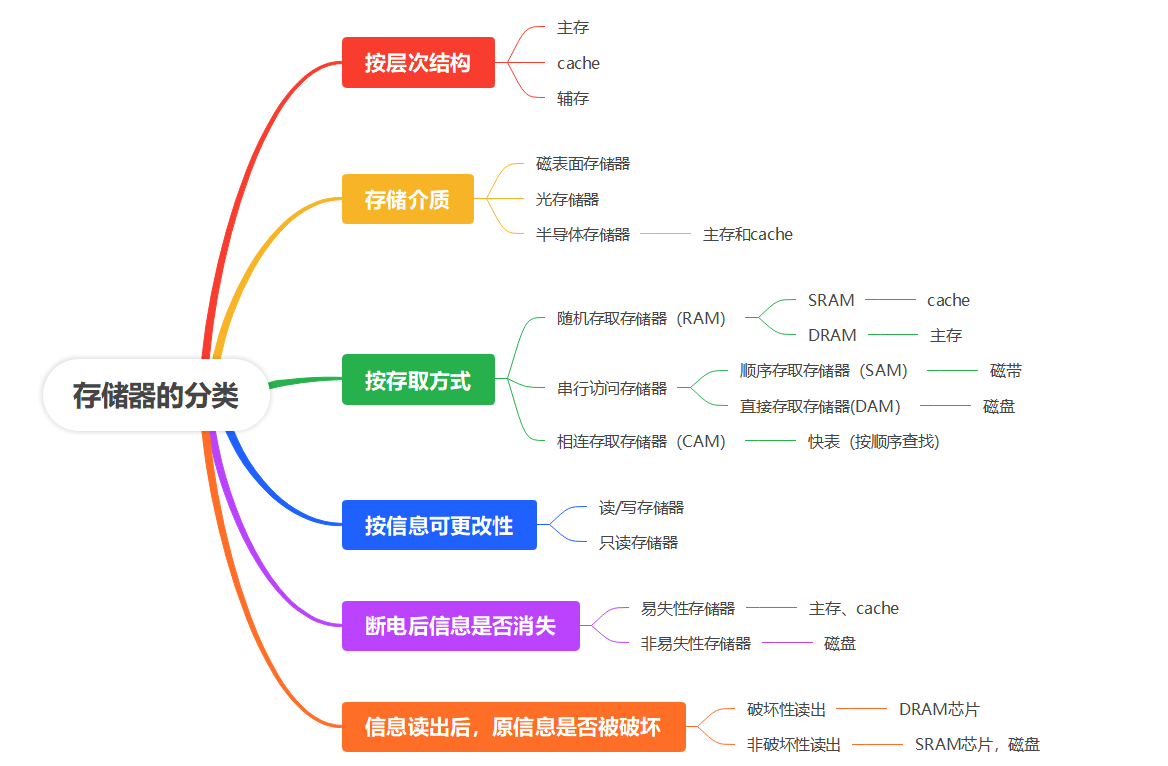 存储器的分类
按层次结构
主存
cache
辅存
存储介质
磁表面存储器
光存储器
半导体存储器
主存和cache
按存取方式
随机存取存储器（RAM）
SRAM
cache
DRAM
主存
串行访问存储器
顺序存取存储器（SAM）
磁带
直接存取存储器(DAM）
磁盘
相连存取存储器（CAM）
快表（按顺序查找)
按信息可更改性
读/写存储器
只读存储器
断电后信息是否消失
易失性存储器
主存、cache
非易失性存储器
磁盘
信息读出后，原信息是否被破坏
破坏性读出
DRAM芯片
非破坏性读出
SRAM芯片，磁盘